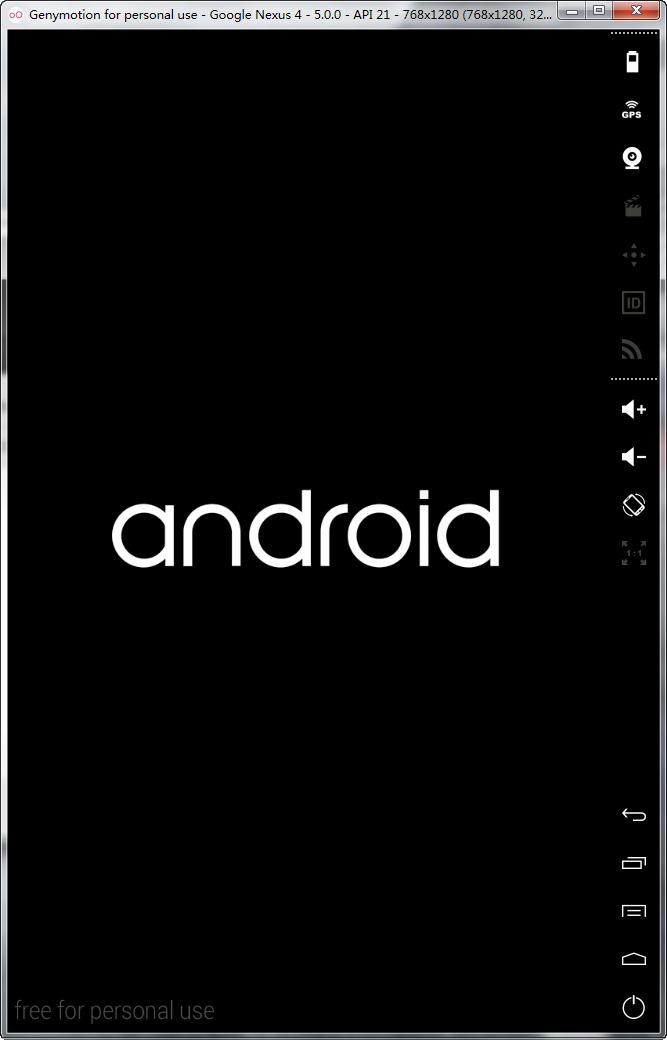 Genymotion for personal use - Google Nexus 4 - 5.0.0 - API 21 - 768x1280 (768x1280, 32...
GPS
ID
1:1
android
free for personal use